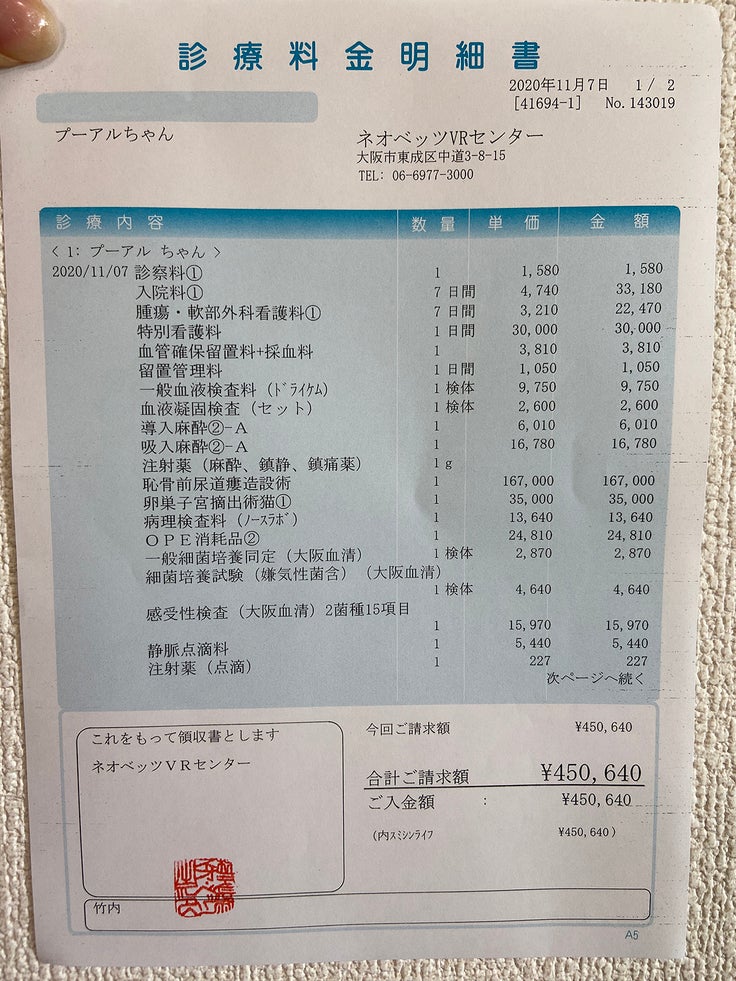 診療料金明細書
2020年11月7日 1 / 2
[41694-1] No. 143019
プーアルちゃん
ネオベッツVRセンター
大阪市東成区中道3-8-15
TEL: 06-6977-3000
診療内容 数量 単価 金額
< 1: プーアル ちゃん >
2020/11/07 診察料① 1 1,580 1,580
入院料① 7 日間 4,740 33,180
腫瘍・軟部外科看護料① 7 日間 3,210 22,470
特別看護料 1 日間 30,000 30,000
血管確保留置料+採血料 1 3,810 3,810
留置管理料 1 日間 1,050 1,050
一般血液検査料 (ﾄﾞﾗｲｹﾑ) 1 検体 9,750 9,750
血液凝固検査 (セット) 1 検体 2,600 2,600
導入麻酔②-A 1 6,010 6,010
吸入麻酔②-A 1 16,780 16,780
注射薬 (麻酔、鎮静、鎮痛薬) 1 g
恥骨前尿道瘻造設術 1 167,000 167,000
卵巣子宮摘出術猫① 1 35,000 35,000
病理検査料 (ﾉｰｽﾗﾎﾞ) 1 13,640 13,640
OPE消耗品② 1 24,810 24,810
一般細菌培養同定 (大阪血清) 1 検体 2,870 2,870
細菌培養試験 (嫌気性菌含) (大阪血清)
1 検体 4,640 4,640
感受性検査 (大阪血清) 2菌種15項目
1 15,970 15,970
静脈点滴料 1 5,440 5,440
注射薬 (点滴) 1 227 227
次ページへ続く
これをもって領収書とします
ネオベッツVRセンター
今回ご請求額 ¥450,640
合計ご請求額 ¥450,640
ご入金額 : ¥450,640
(内ｽﾐｼﾝﾗｲﾌ ¥450,640)
竹内
A5